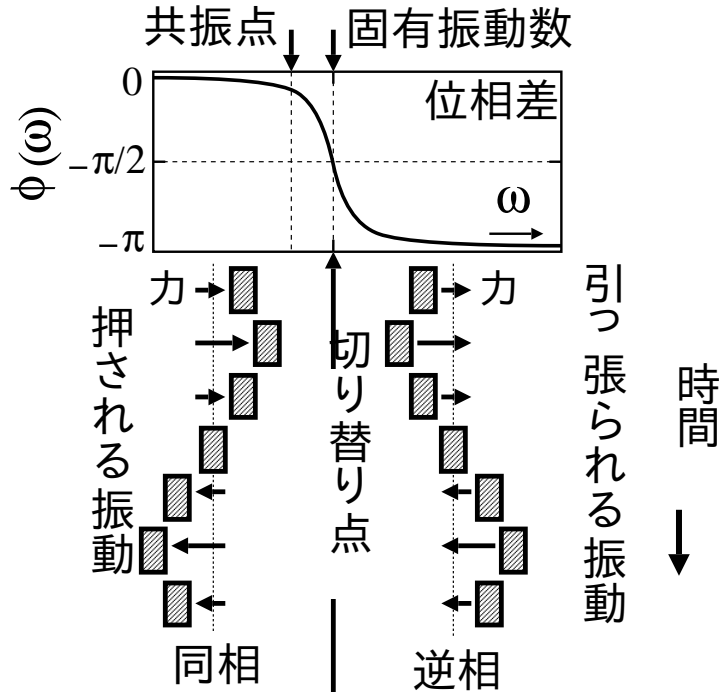 共振点
固有振動数
0
位相差
φ(ω)
−π/2
ω
−π
力
力
押される振動
切り替り点
引っ張られる振動
時間
同相
逆相